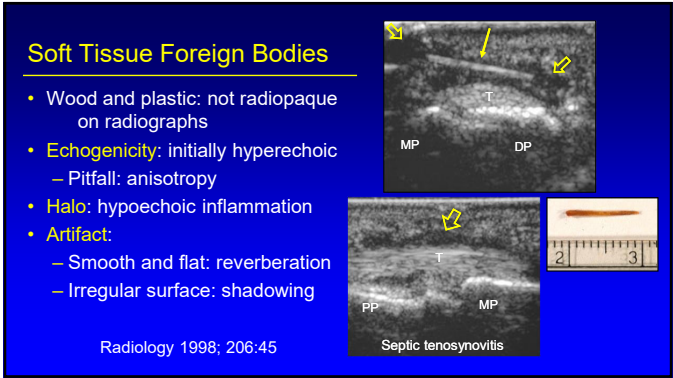 Soft Tissue Foreign Bodies
• Wood and plastic: not radiopaque
on radiographs
• Echogenicity: initially hyperechoic
– Pitfall: anisotropy
• Halo: hypoechoic inflammation
• Artifact:
– Smooth and flat: reverberation
– Irregular surface: shadowing
Radiology 1998; 206:45
T
MP DP
T
PP MP
Septic tenosynovitis
2 3